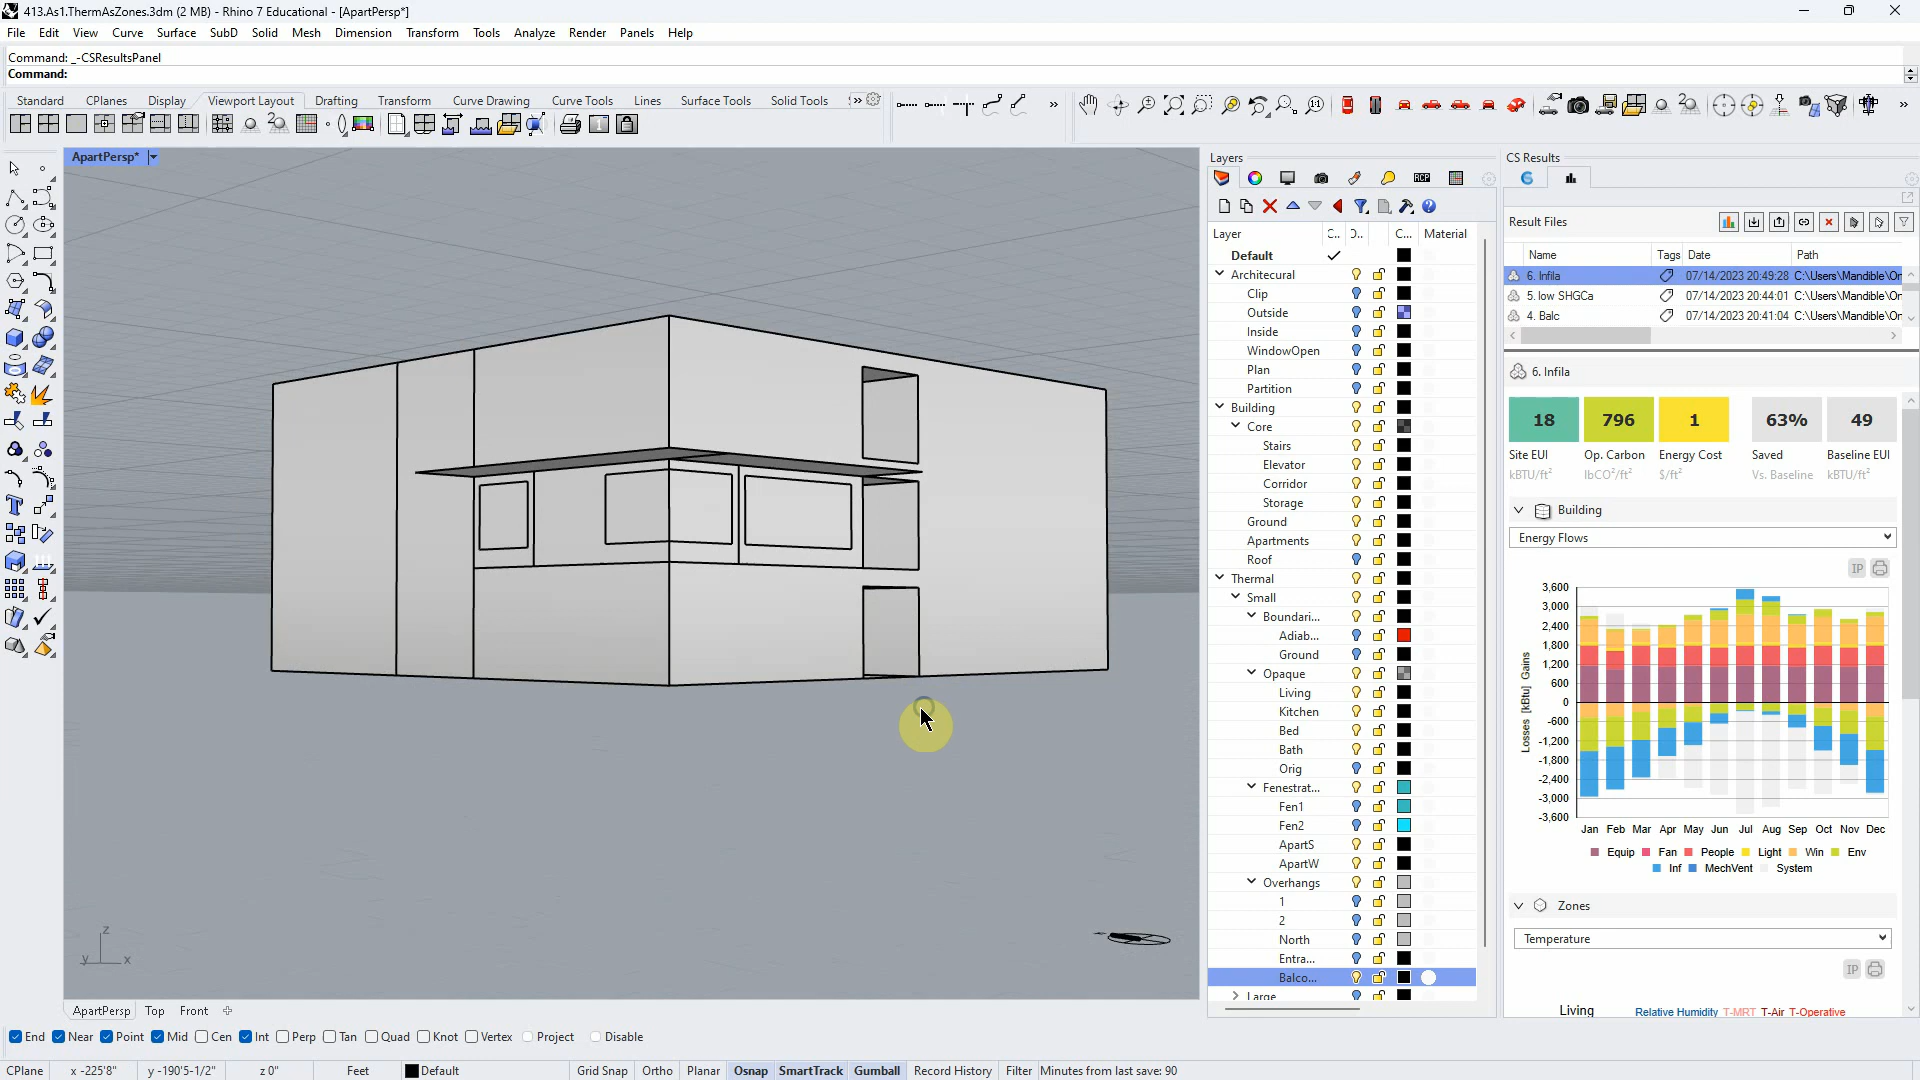 413.As1.ThermAsZones.3dm (2 MB) - Rhino 7 Educational - [ApartPersp*]
File Edit View Curve Surface SubD Solid Mesh Dimension Transform Tools Analyze Render Panels Help
Command: _-CSResultsPanel
Command:
Standard CPlanes Display Viewport Layout Drafting Transform Curve Drawing Curve Tools Lines Surface Tools Solid Tools
ApartPersp*
Layers
RCP
Layer C.. D.. C... Material
Default
Architecural
Clip
Outside
Inside
WindowOpen
Plan
Partition
Building
Core
Stairs
Elevator
Corridor
Storage
Ground
Apartments
Roof
Thermal
Small
Boundari...
Adiab...
Ground
Opaque
Living
Kitchen
Bed
Bath
Orig
Fenestrat...
Fen1
Fen2
ApartS
ApartW
Overhangs
1
2
North
Entra...
Balco...
Large
CS Results
Result Files
Name Tags Date Path
6. Infila 07/14/2023 20:49:28 C:\Users\Mandible\Or
5. low SHGCa 07/14/2023 20:44:01 C:\Users\Mandible\Or
4. Balc 07/14/2023 20:41:04 C:\Users\Mandible\Or
6. Infila
18 796 1 63% 49
Site EUI Op. Carbon Energy Cost Saved Baseline EUI
kBTU/ft² lbCO²/ft² $/ft² Vs. Baseline kBTU/ft²
Building
Energy Flows
IP
3,600
3,000
2,400
1,800
1,200
600
0
-600
-1,200
-1,800
-2,400
-3,000
-3,600
Losses [kBtu] Gains
Jan Feb Mar Apr May Jun Jul Aug Sep Oct Nov Dec
Equip Fan People Light Win Env
Inf MechVent System
Zones
Temperature
IP
Living Relative Humidity T-MRT T-Air T-Operative
z
y x
ApartPersp Top Front
End Near Point Mid Cen Int Perp Tan Quad Knot Vertex Project Disable
CPlane x -225'8" y -190'5-1/2" z 0" Feet Default Grid Snap Ortho Planar Osnap SmartTrack Gumball Record History Filter Minutes from last save: 90